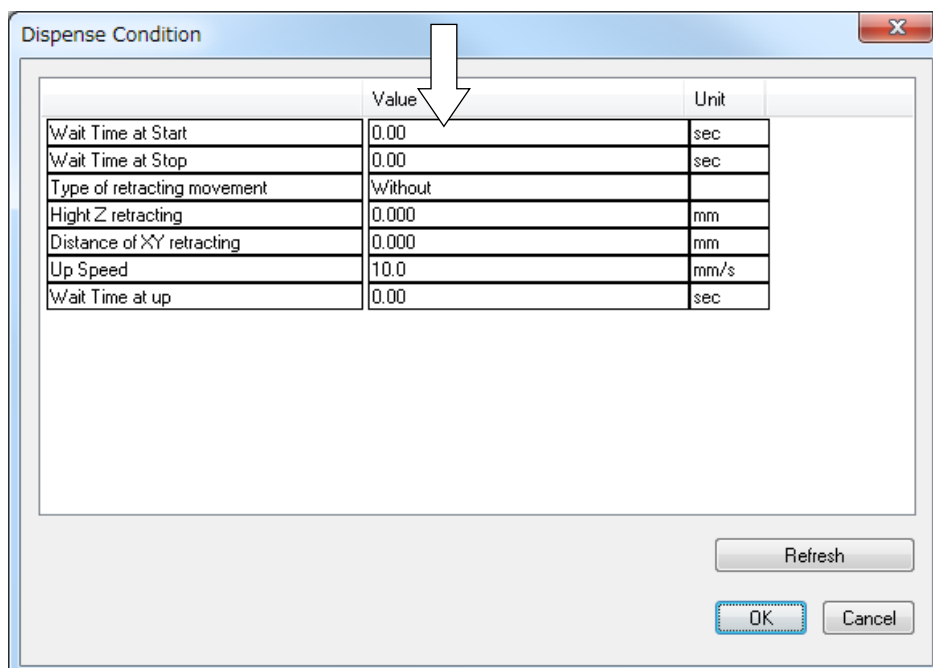 Dispense Condition
Value Unit
Wait Time at Start 0.00 sec
Wait Time at Stop 0.00 sec
Type of retracting movement Without
Hight Z retracting 0.000 mm
Distance of XY retracting 0.000 mm
Up Speed 10.0 mm/s
Wait Time at up 0.00 sec
Refresh
OK Cancel